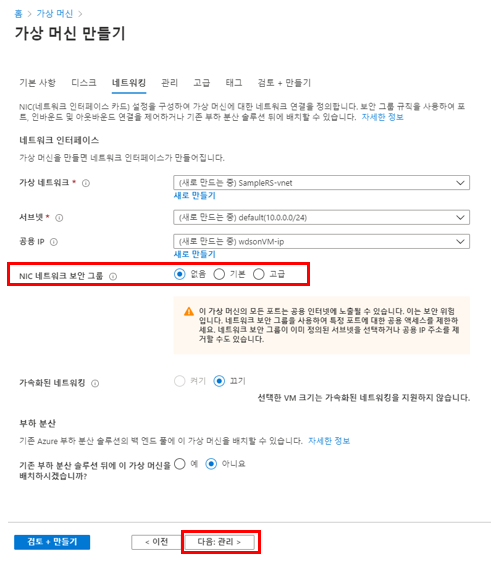 홈 > 가상 머신 >
가상 머신 만들기
기본 사항 디스크 네트워킹 관리 고급 태그 검토 + 만들기
NIC(네트워크 인터페이스 카드) 설정을 구성하여 가상 머신에 대한 네트워크 연결을 정의합니다. 보안 그룹 규칙을 사용하여 포
트, 인바운드 및 아웃바운드 연결을 제어하거나 기존 부하 분산 솔루션 뒤에 배치할 수 있습니다. 자세한 정보
네트워크 인터페이스
가상 머신을 만들면 네트워크 인터페이스가 만들어집니다.
가상 네트워크 * (새로 만드는 중) SampleRS-vnet
새로 만들기
서브넷 * (새로 만드는 중) default(10.0.0.0/24)
공용 IP (새로 만드는 중) wdsonVM-ip
새로 만들기
NIC 네트워크 보안 그룹 없음 기본 고급
이 가상 머신의 모든 포트는 공용 인터넷에 노출될 수 있습니다. 이는 보안 위험
입니다. 네트워크 보안 그룹을 사용하여 특정 포트에 대한 공용 액세스를 제한하
세요. 네트워크 보안 그룹이 이미 정의된 서브넷을 선택하거나 공용 IP 주소를 제
거할 수도 있습니다.
가속화된 네트워킹 켜기 끄기
선택한 VM 크기는 가속화된 네트워킹을 지원하지 않습니다.
부하 분산
기존 Azure 부하 분산 솔루션의 백 엔드 풀에 이 가상 머신을 배치할 수 있습니다. 자세한 정보
기존 부하 분산 솔루션 뒤에 이 가상 머신을 예 아니요
배치하시겠습니까?
검토 + 만들기 < 이전 다음: 관리 >